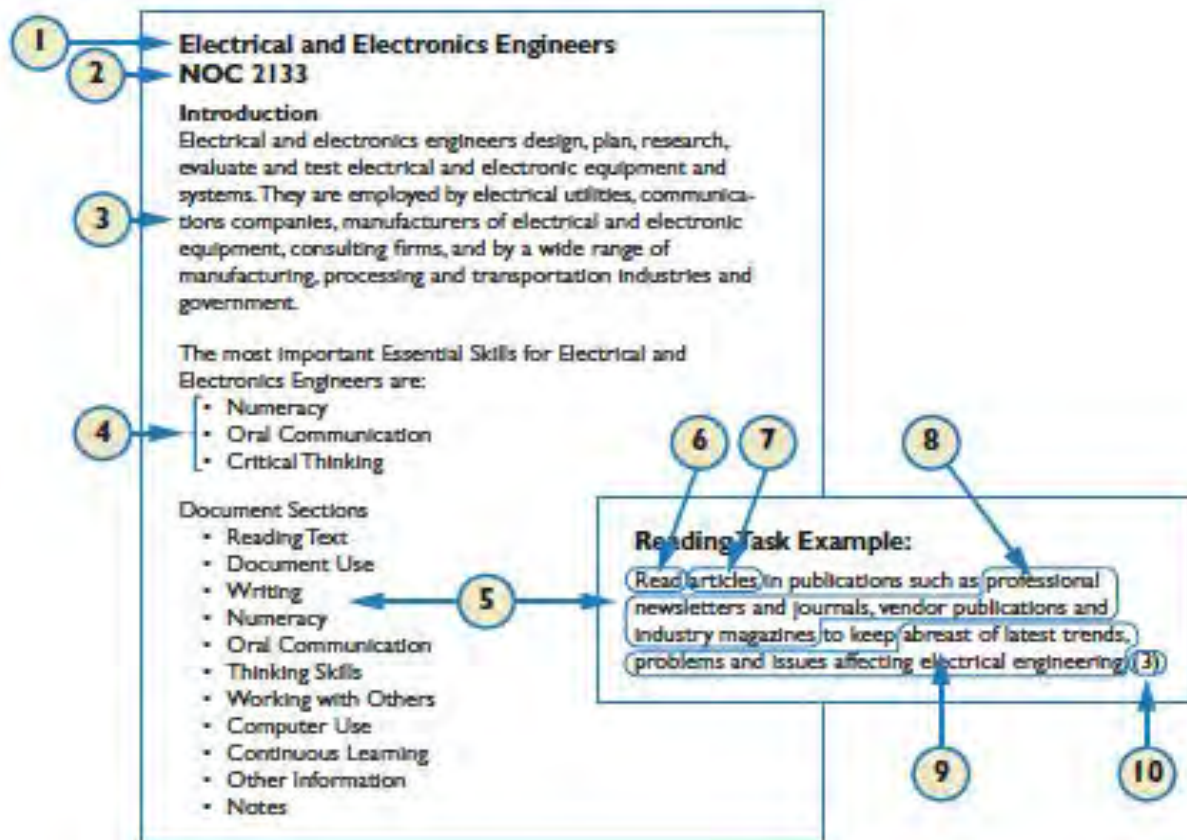 1
Electrical and Electronics Engineers
2
NOC 2133
Introduction
Electrical and electronics engineers design, plan, research,
evaluate and test electrical and electronic equipment and
systems. They are employed by electrical utilities, communica-
3
tions companies, manufacturers of electrical and electronic
equipment, consulting firms, and by a wide range of
manufacturing, processing and transportation industries and
government.
The most important Essential Skills for Electrical and
Electronics Engineers are:
4
• Numeracy
• Oral Communication
• Critical Thinking
Document Sections
• Reading Text
• Document Use
• Writing
• Numeracy
• Oral Communication
• Thinking Skills
• Working with Others
• Computer Use
• Continuous Learning
• Other Information
• Notes
5
6
7
8
Reading Task Example:
Read articles in publications such as professional
newsletters and journals, vendor publications and
industry magazines to keep abreast of latest trends,
problems and issues affecting electrical engineering. (3)
9
10